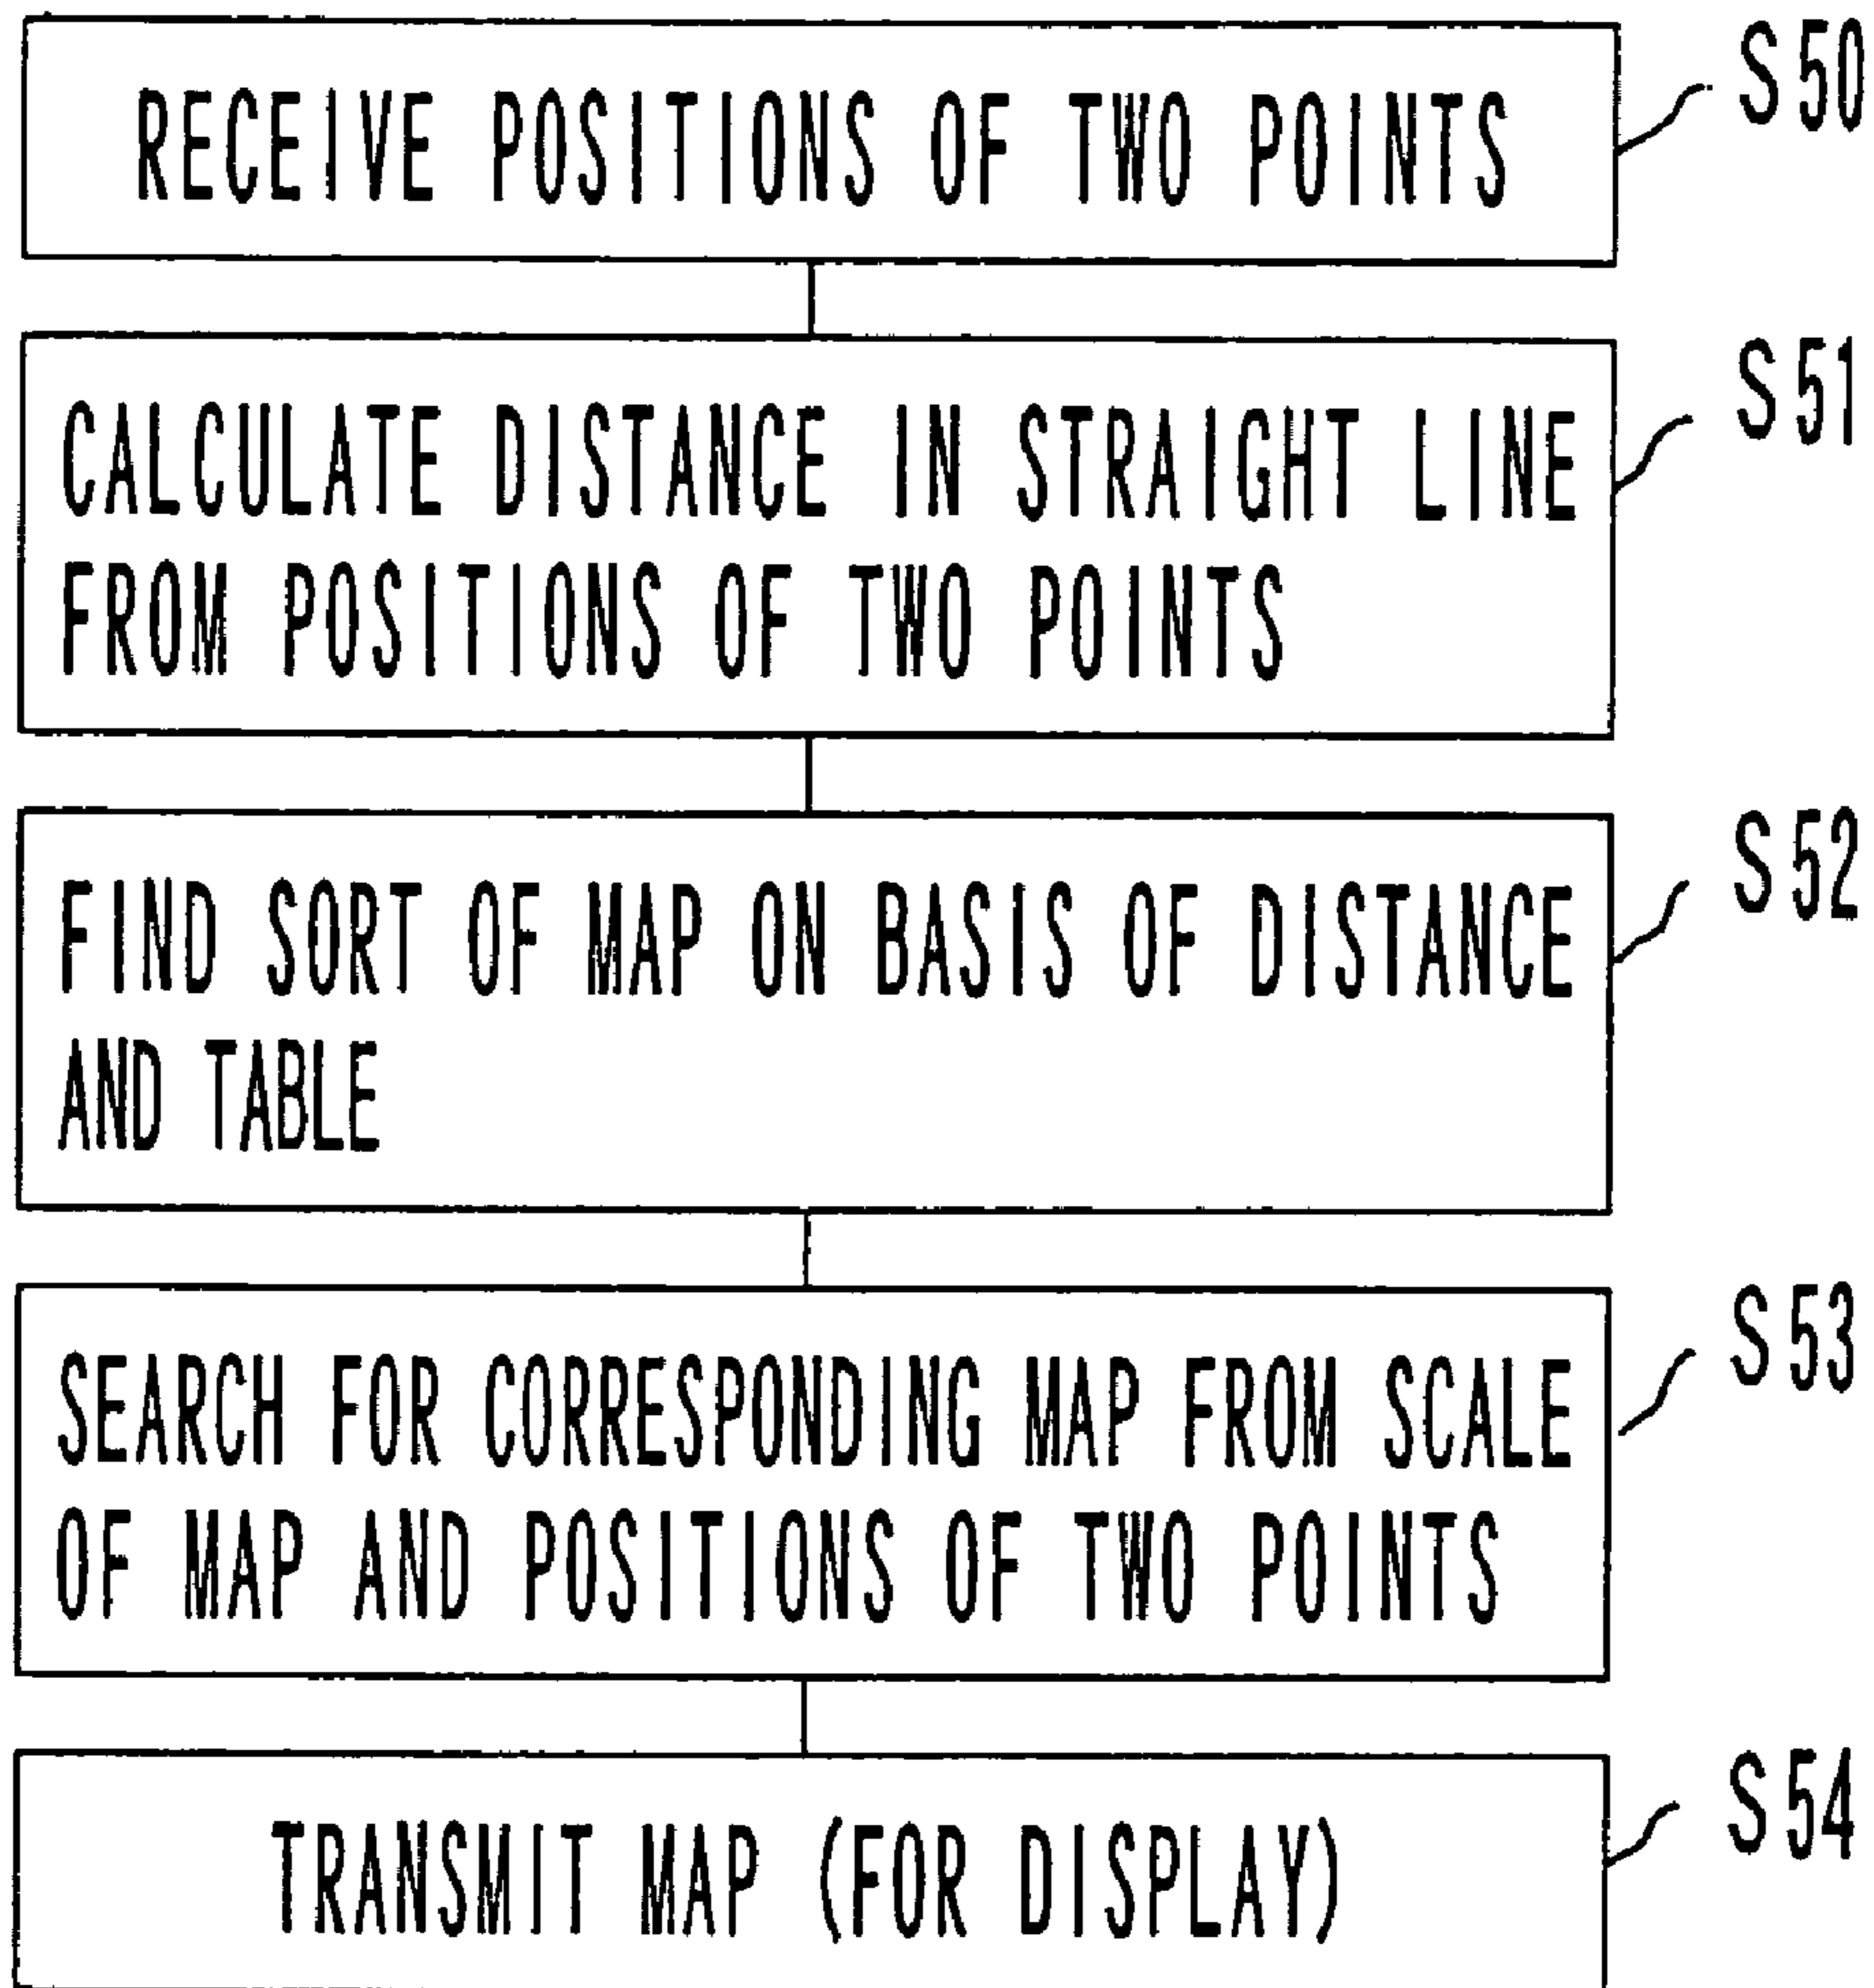 RECEIVE POSITIONS OF TWO POINTS
S50
CALCULATE DISTANCE IN STRAIGHT LINE
FROM POSITIONS OF TWO POINTS
S51
FIND SORT OF MAP ON BASIS OF DISTANCE
AND TABLE
S52
SEARCH FOR CORRESPONDING MAP FROM SCALE
OF MAP AND POSITIONS OF TWO POINTS
S53
TRANSMIT MAP (FOR DISPLAY)
S54